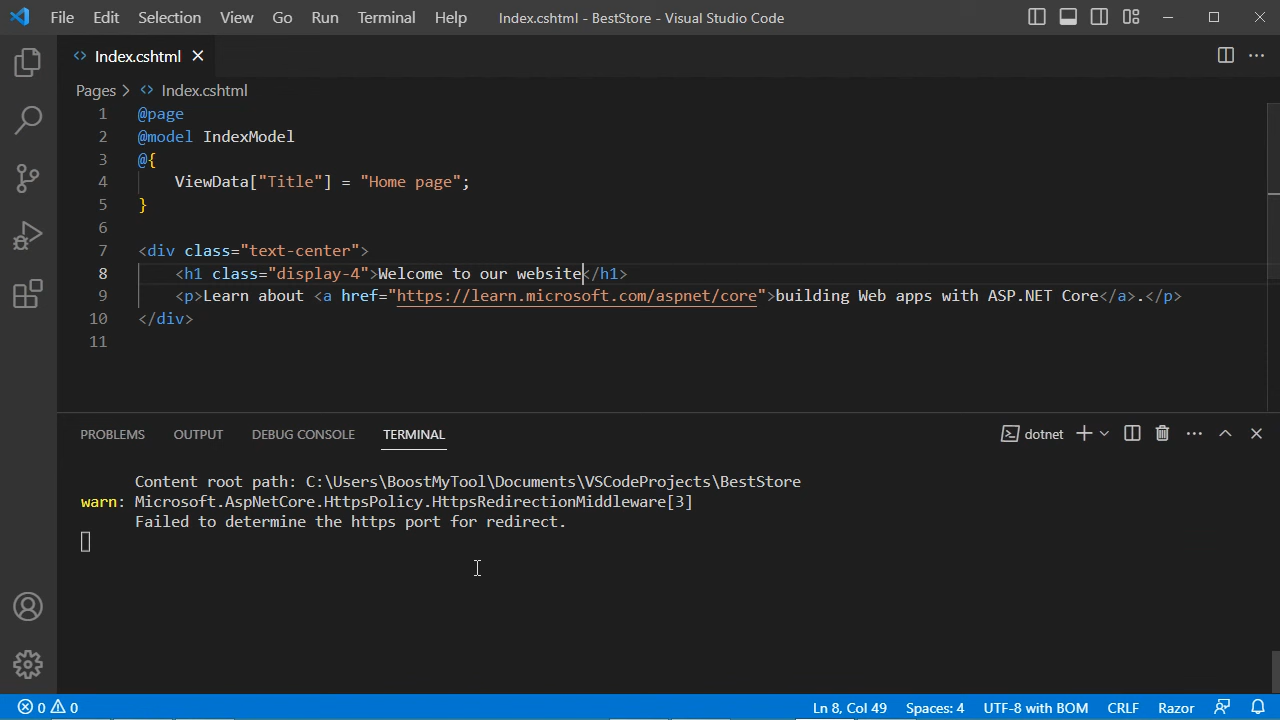 File Edit Selection View Go Run Terminal Help Index.cshtml - BestStore - Visual Studio Code
Index.cshtml
Pages > Index.cshtml
1 @page
2 @model IndexModel
3 @{
4     ViewData["Title"] = "Home page";
5 }
6
7 <div class="text-center">
8     <h1 class="display-4">Welcome to our website</h1>
9     <p>Learn about <a href="https://learn.microsoft.com/aspnet/core">building Web apps with ASP.NET Core</a>.</p>
10 </div>
11
PROBLEMS OUTPUT DEBUG CONSOLE TERMINAL dotnet
Content root path: C:\Users\BoostMyTool\Documents\VSCodeProjects\BestStore
warn: Microsoft.AspNetCore.HttpsPolicy.HttpsRedirectionMiddleware[3]
Failed to determine the https port for redirect.
0 0 Ln 8, Col 49 Spaces: 4 UTF-8 with BOM CRLF Razor